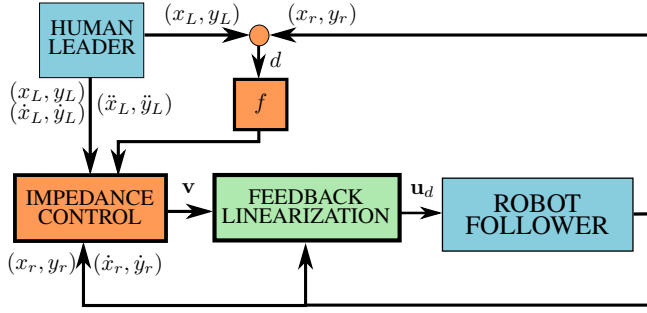 HUMAN
LEADER
(x_L, y_L)
(x_r, y_r)
d
f
(x_L, y_L)
(ẋ_L, ẏ_L)
(ẍ_L, ÿ_L)
IMPEDANCE
CONTROL
v
FEEDBACK
LINEARIZATION
u_d
ROBOT
FOLLOWER
(x_r, y_r)
(ẋ_r, ẏ_r)